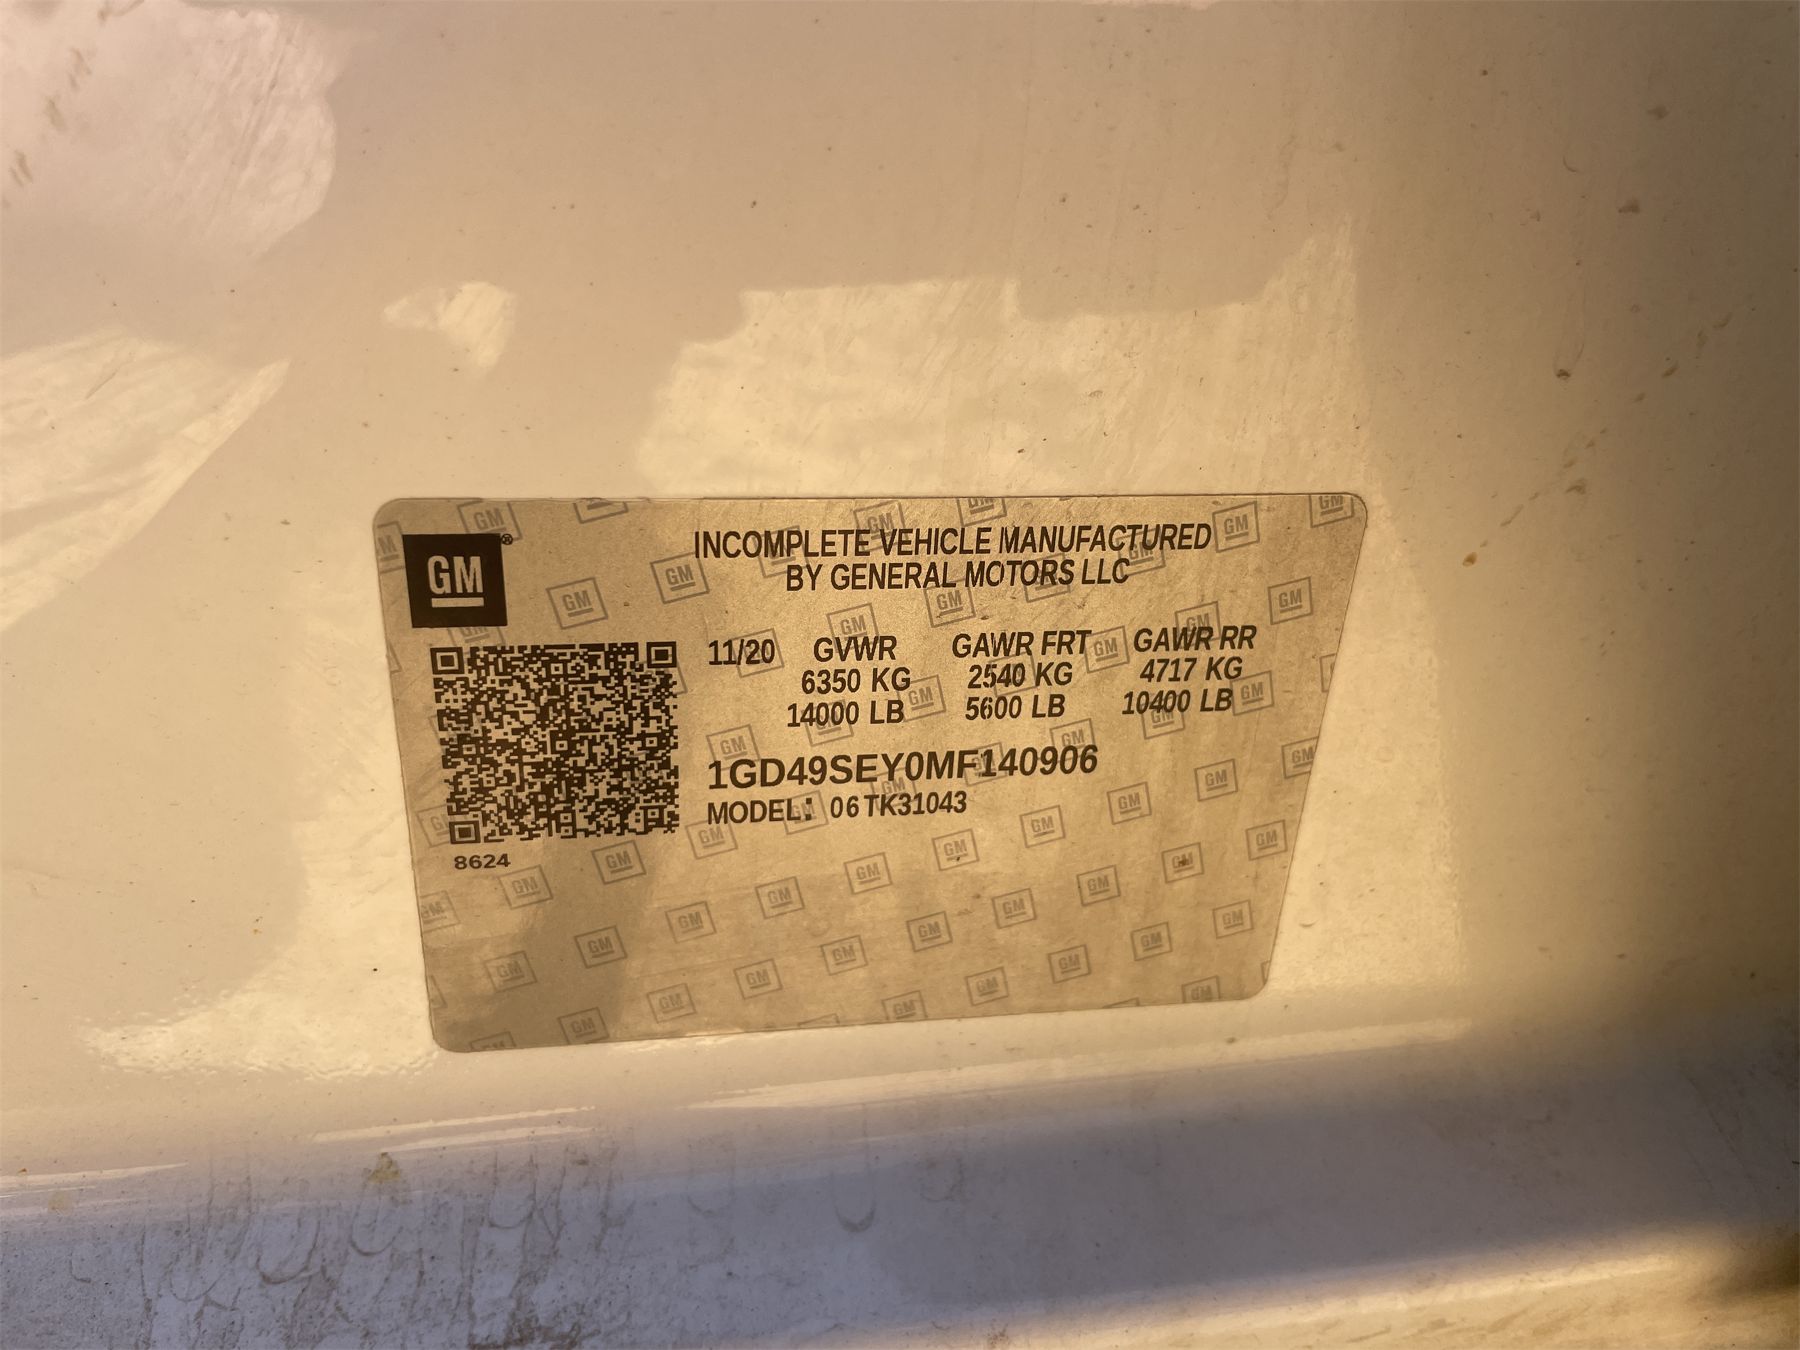 GM®
INCOMPLETE VEHICLE MANUFACTURED
BY GENERAL MOTORS LLC
11/20 GVWR GAWR FRT GAWR RR
6350 KG 2540 KG 4717 KG
14000 LB 5600 LB 10400 LB
1GD49SEY0MF140906
MODEL: 06 TK31043
8624